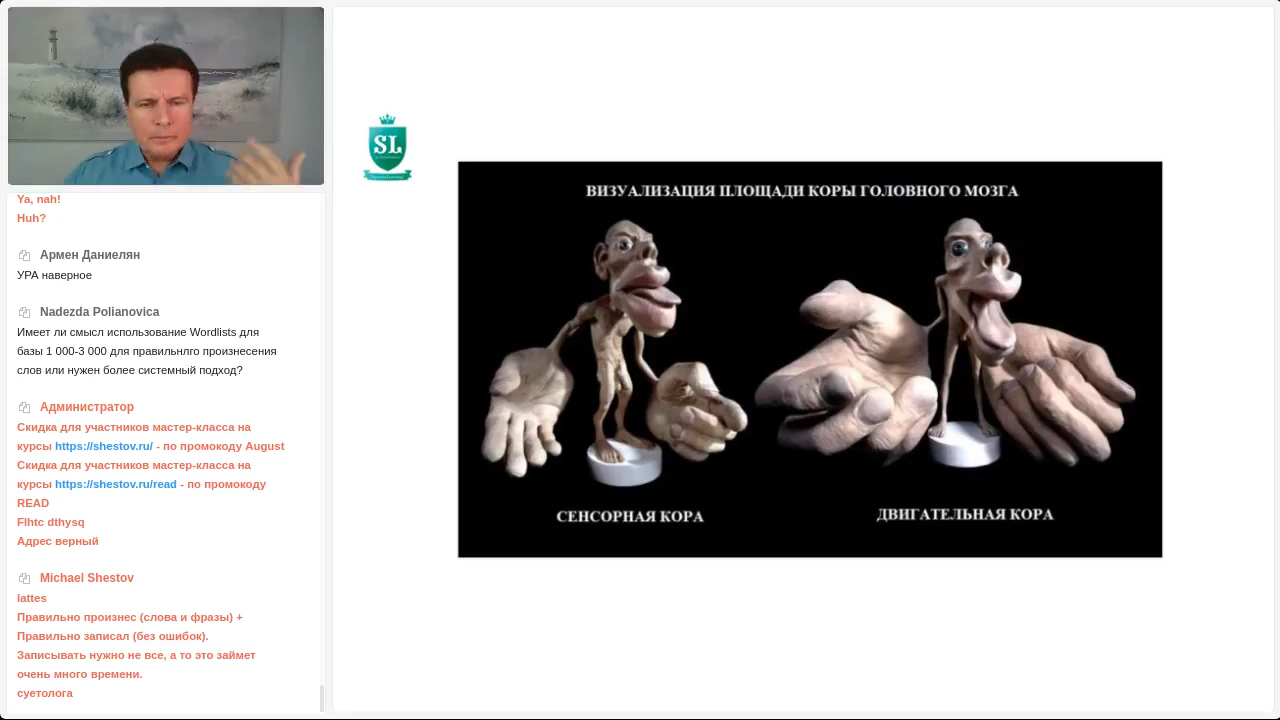 Ya, nah!
Huh?
Армен Даниелян
УРА наверное
Nadezda Polianovica
Имеет ли смысл использование Wordlists для
базы 1 000-3 000 для правильнлго произнесения
слов или нужен более системный подход?
Администратор
Скидка для участников мастер-класса на
курсы https://shestov.ru/ - по промокоду August
Скидка для участников мастер-класса на
курсы https://shestov.ru/read - по промокоду
READ
Flhtc dthysq
Адрес верный
Michael Shestov
lattes
Правильно произнес (слова и фразы) +
Правильно записал (без ошибок).
Записывать нужно не все, а то это займет
очень много времени.
суетолога
SL
ВИЗУАЛИЗАЦИЯ ПЛОЩАДИ КОРЫ ГОЛОВНОГО МОЗГА
СЕНСОРНАЯ КОРА
ДВИГАТЕЛЬНАЯ КОРА